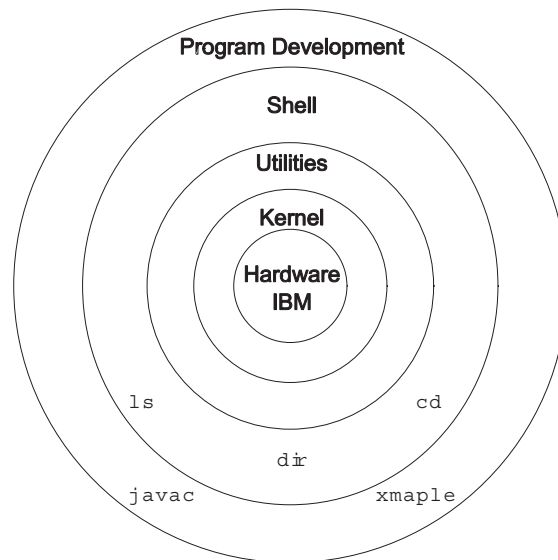 Program Development
Shell
Utilities
Kernel
Hardware
IBM
ls
cd
dir
javac
xmaple